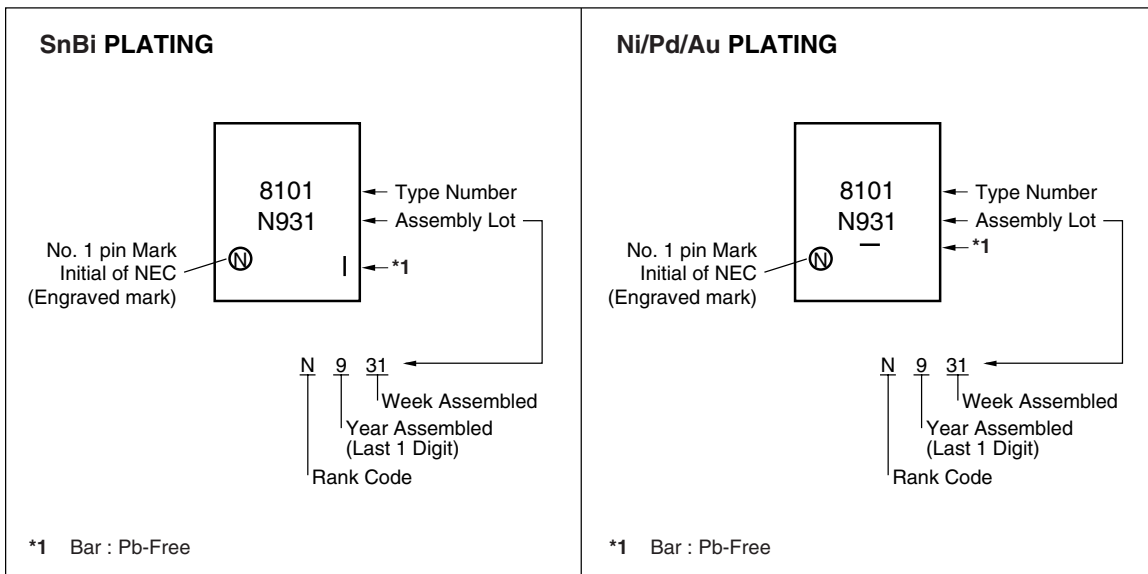 SnBi PLATING
8101
N931
N
Type Number
Assembly Lot
*1
No. 1 pin Mark
Initial of NEC
(Engraved mark)
N 9 31
Week Assembled
Year Assembled
(Last 1 Digit)
Rank Code
*1 Bar : Pb-Free
Ni/Pd/Au PLATING
8101
N931
N
Type Number
Assembly Lot
*1
No. 1 pin Mark
Initial of NEC
(Engraved mark)
N 9 31
Week Assembled
Year Assembled
(Last 1 Digit)
Rank Code
*1 Bar : Pb-Free